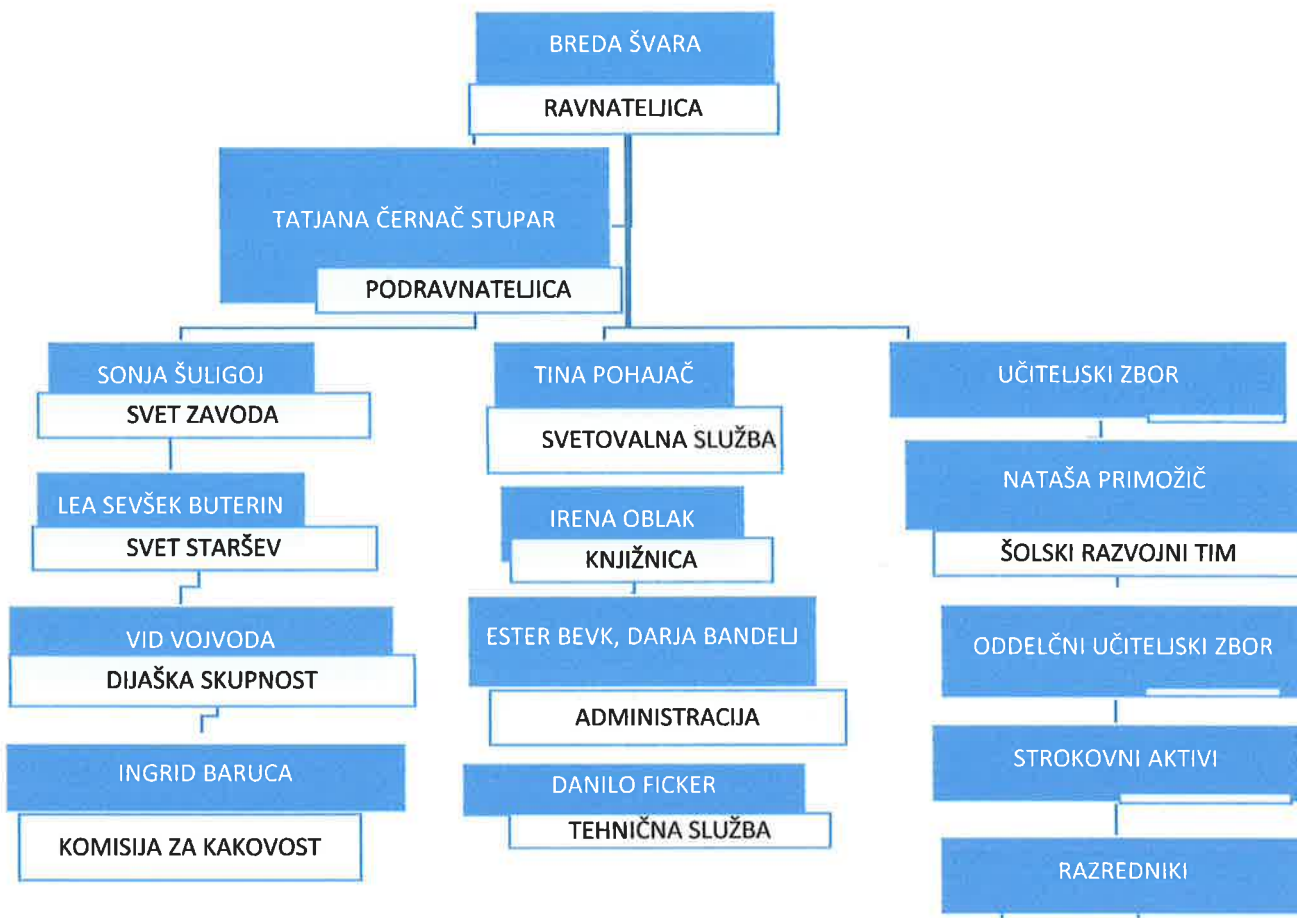 BREDA ŠVARA
RAVNATELJICA
TATJANA ČERNAČ STUPAR
PODRAVNATELJICA
SONJA ŠULIGOJ
SVET ZAVODA
LEA SEVŠEK BUTERIN
SVET STARŠEV
VID VOJVODA
DIJAŠKA SKUPNOST
INGRID BARUCA
KOMISIJA ZA KAKOVOST
TINA POHAJAČ
SVETOVALNA SLUŽBA
IRENA OBLAK
KNJIŽNICA
ESTER BEVK, DARJA BANDELJ
ADMINISTRACIJA
DANILO FICKER
TEHNIČNA SLUŽBA
UČITELJSKI ZBOR
NATAŠA PRIMOŽIČ
ŠOLSKI RAZVOJNI TIM
ODDELČNI UČITELJSKI ZBOR
STROKOVNI AKTIVI
RAZREDNIKI